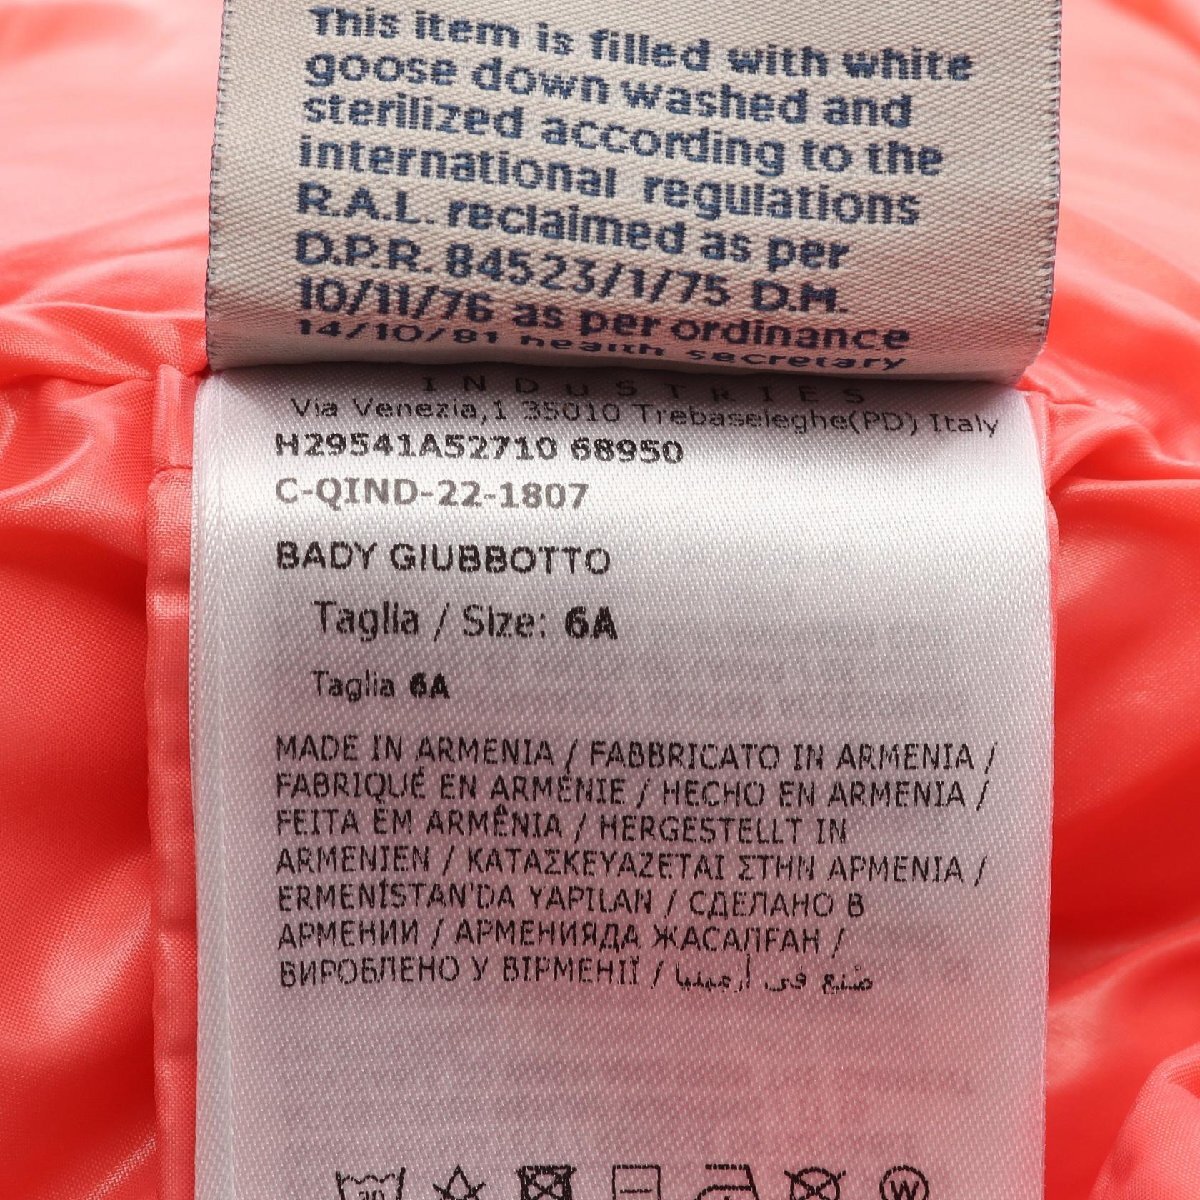 This item is filled with white
goose down washed and
sterilized according to the
international regulations
R.A.L. reclaimed as per
D.P.R. 84523/1/75 D.M.
10/11/76 as per ordinance
14/10/81 health secretary
INDUSTRIES
Via Venezia,1 35010 Trebaseleghe(PD) Italy
H29541A52710 68950
C-QIND-22-1807
BADY GIUBBOTTO
Taglia / Size: 6A
Taglia 6A
MADE IN ARMENIA / FABBRICATO IN ARMENIA /
FABRIQUÉ EN ARMÉNIE / HECHO EN ARMENIA /
FEITA EM ARMÊNIA / HERGESTELLT IN
ARMENIEN / ΚΑΤΑΣΚΕΥΑΖΕΤΑΙ ΣΤΗΝ ΑΡΜΕΝΙΑ /
ERMENİSTAN'DA YAPILAN / СДЕЛАНО В
АРМЕНИИ / АРМЕНИЯДА ЖАСАЛҒАН /
ВИРОБЛЕНО У ВІРМЕНІЇ / صنع في أرمينيا
30
W